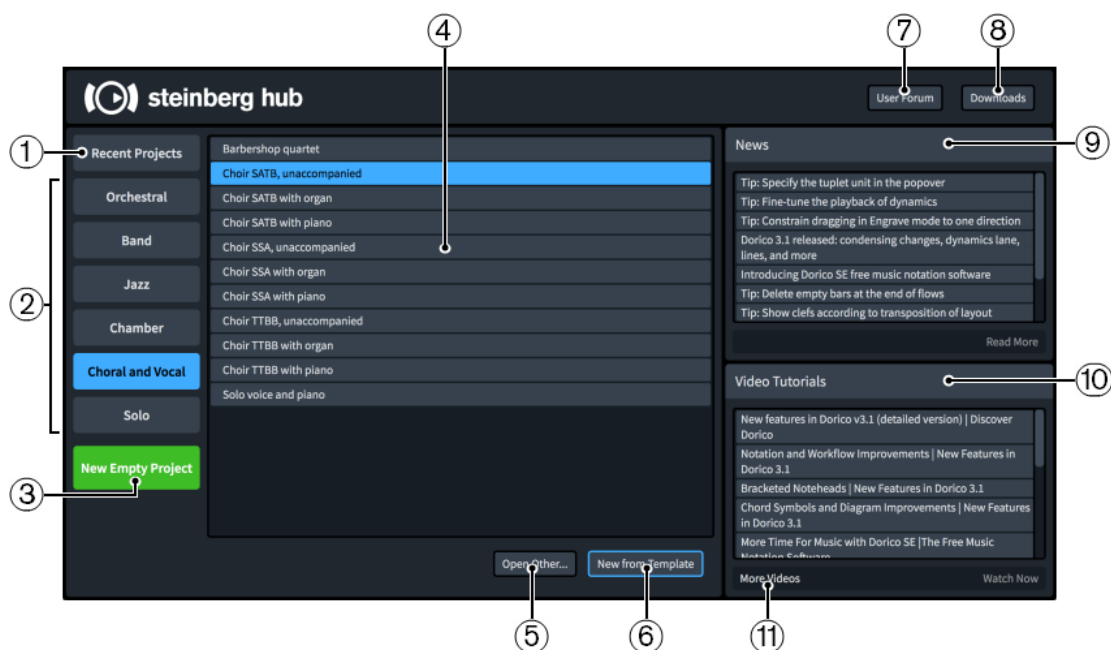 ④
⑦
⑧
steinberg hub
User Forum
Downloads
①
Recent Projects
②
Orchestral
Band
Jazz
Chamber
Choral and Vocal
Solo
③
New Empty Project
Barbershop quartet
Choir SATB, unaccompanied
Choir SATB with organ
Choir SATB with piano
Choir SSA, unaccompanied
Choir SSA with organ
Choir SSA with piano
Choir TTBB, unaccompanied
Choir TTBB with organ
Choir TTBB with piano
Solo voice and piano
Open Other...
New from Template
⑤
⑥
News
⑨
Tip: Specify the tuplet unit in the popover
Tip: Fine-tune the playback of dynamics
Tip: Constrain dragging in Engrave mode to one direction
Dorico 3.1 released: condensing changes, dynamics lane,
lines, and more
Introducing Dorico SE free music notation software
Tip: Delete empty bars at the end of flows
Tip: Show clefs according to transposition of layout
Read More
Video Tutorials
⑩
New features in Dorico v3.1 (detailed version) | Discover
Dorico
Notation and Workflow Improvements | New Features in
Dorico 3.1
Bracketed Noteheads | New Features in Dorico 3.1
Chord Symbols and Diagram Improvements | New Features
in Dorico 3.1
More Time For Music with Dorico SE |The Free Music
Notation Software
More Videos
Watch Now
⑪